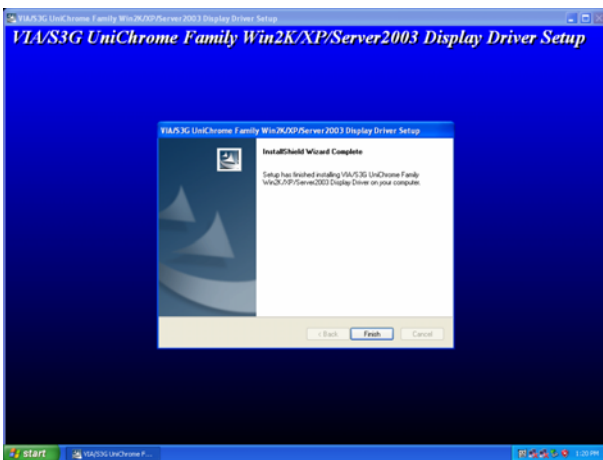 VIA/S3G UniChrome Family Win2K/XP/Server2003 Display Driver Setup
VIA/S3G UniChrome Family Win2K/XP/Server2003 Display Driver Setup
VIA/S3G UniChrome Family Win2K/XP/Server2003 Display Driver Setup
InstallShield Wizard Complete
Setup has finished installing VIA/S3G UniChrome Family
Win2K/XP/Server2003 Display Driver on your computer.
< Back Finish Cancel
start VIA/S3G UniChrome F... 1:20 PM